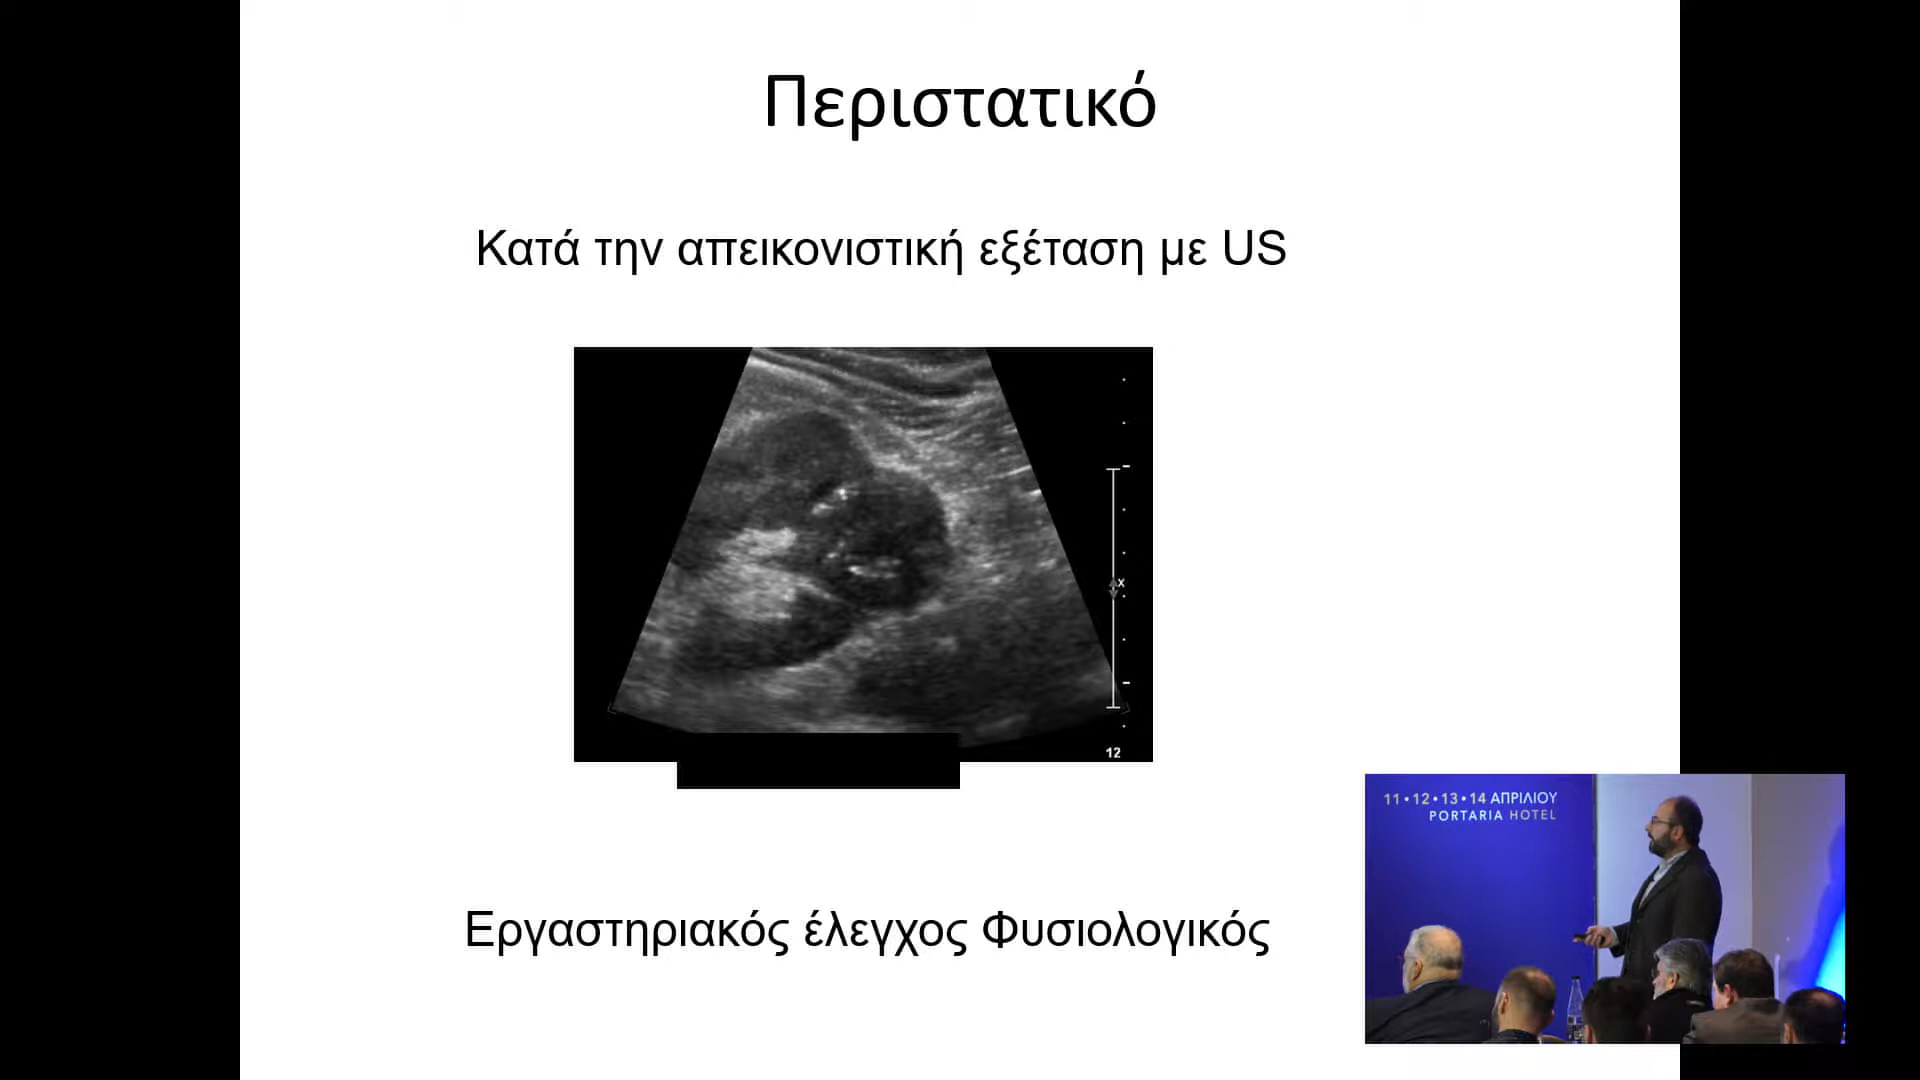 Περιστατικό
Κατά την απεικονιστική εξέταση με US
x
12
Εργαστηριακός έλεγχος Φυσιολογικός
11•12•13•14 ΑΠΡΙΛΙΟΥ
PORTARIA HOTEL